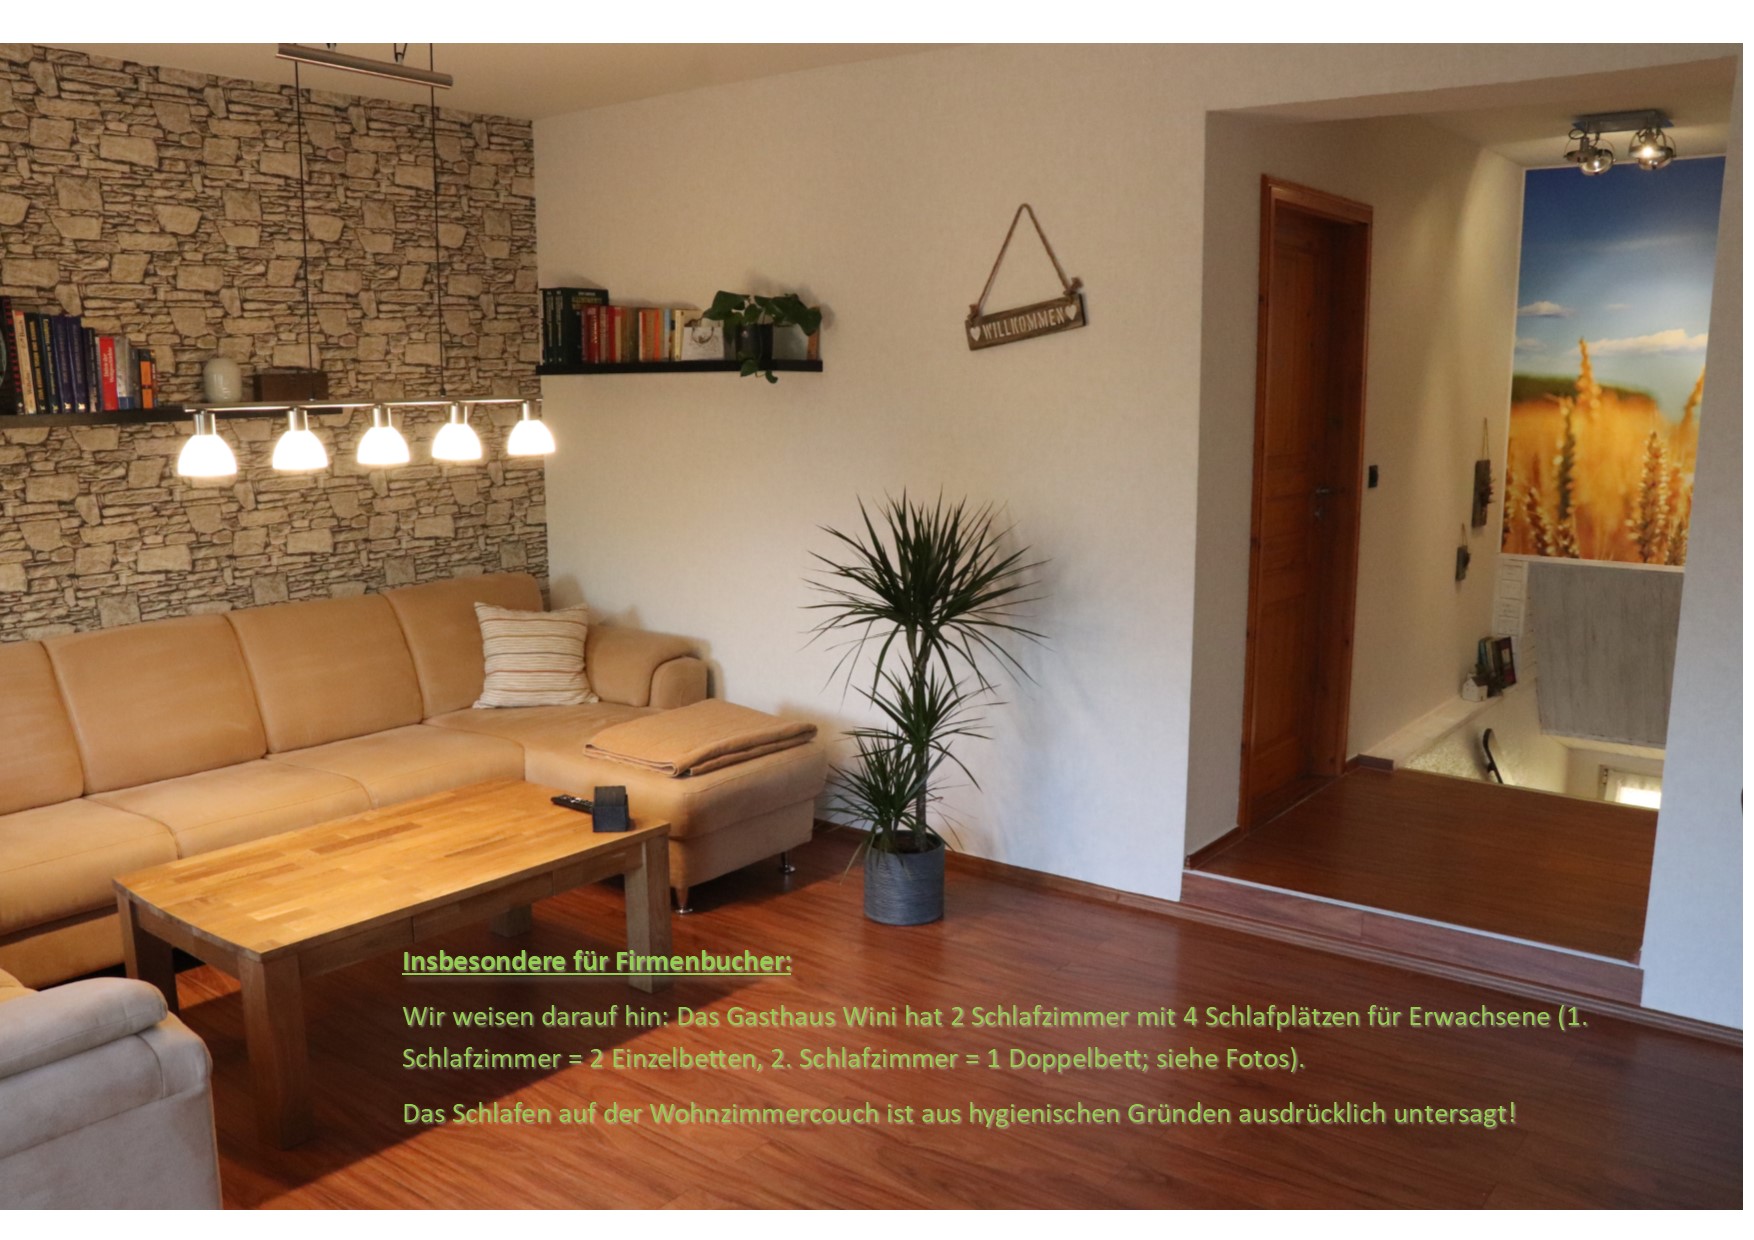 WILLKOMMEN
Insbesondere für Firmenbucher:
Wir weisen darauf hin: Das Gasthaus Wini hat 2 Schlafzimmer mit 4 Schlafplätzen für Erwachsene (1.
Schlafzimmer = 2 Einzelbetten, 2. Schlafzimmer = 1 Doppelbett; siehe Fotos).
Das Schlafen auf der Wohnzimmercouch ist aus hygienischen Gründen ausdrücklich untersagt!